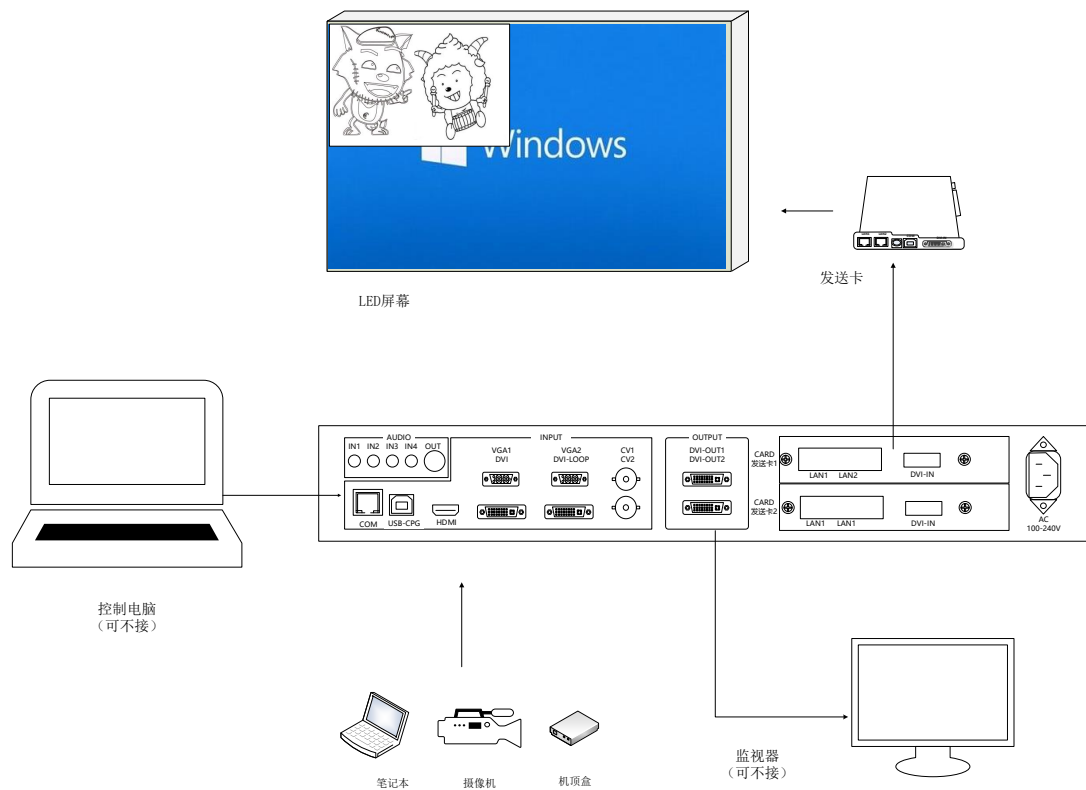 Windows
发送卡
LED屏幕
AUDIO
INPUT
OUTPUT
IN1 IN2 IN3 IN4 OUT
VGA1
DVI
VGA2
DVI-LOOP
CV1
CV2
DVI-OUT1
DVI-OUT2
CARD
发送卡1
LAN1 LAN2 DVI-IN
CARD
发送卡2
LAN1 LAN1 DVI-IN
COM USB-CPG HDMI
AC
100-240V
控制电脑
（可不接）
监视器
（可不接）
笔记本 摄像机 机顶盒